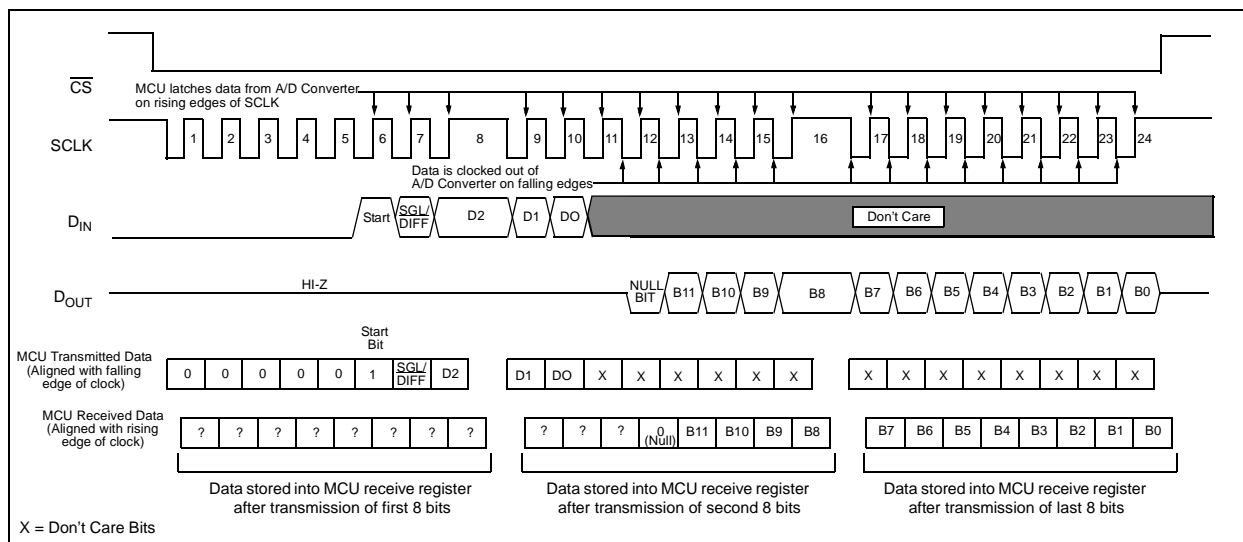 CS
MCU latches data from A/D Converter
on rising edges of SCLK
SCLK
1 2 3 4 5 6 7 8 9 10 11 12 13 14 15 16 17 18 19 20 21 22 23 24
Data is clocked out of
A/D Converter on falling edges
DIN
Start SGL/DIFF D2 D1 DO Don't Care
DOUT
HI-Z
NULL BIT B11 B10 B9 B8 B7 B6 B5 B4 B3 B2 B1 B0
Start
Bit
MCU Transmitted Data
(Aligned with falling
edge of clock)
0 0 0 0 0 1 SGL/DIFF D2 D1 DO X X X X X X X X X X X X X X
MCU Received Data
(Aligned with rising
edge of clock)
? ? ? ? ? ? ? ? ? ? ? 0 (Null) B11 B10 B9 B8 B7 B6 B5 B4 B3 B2 B1 B0
Data stored into MCU receive register
after transmission of first 8 bits
Data stored into MCU receive register
after transmission of second 8 bits
Data stored into MCU receive register
after transmission of last 8 bits
X = Don't Care Bits